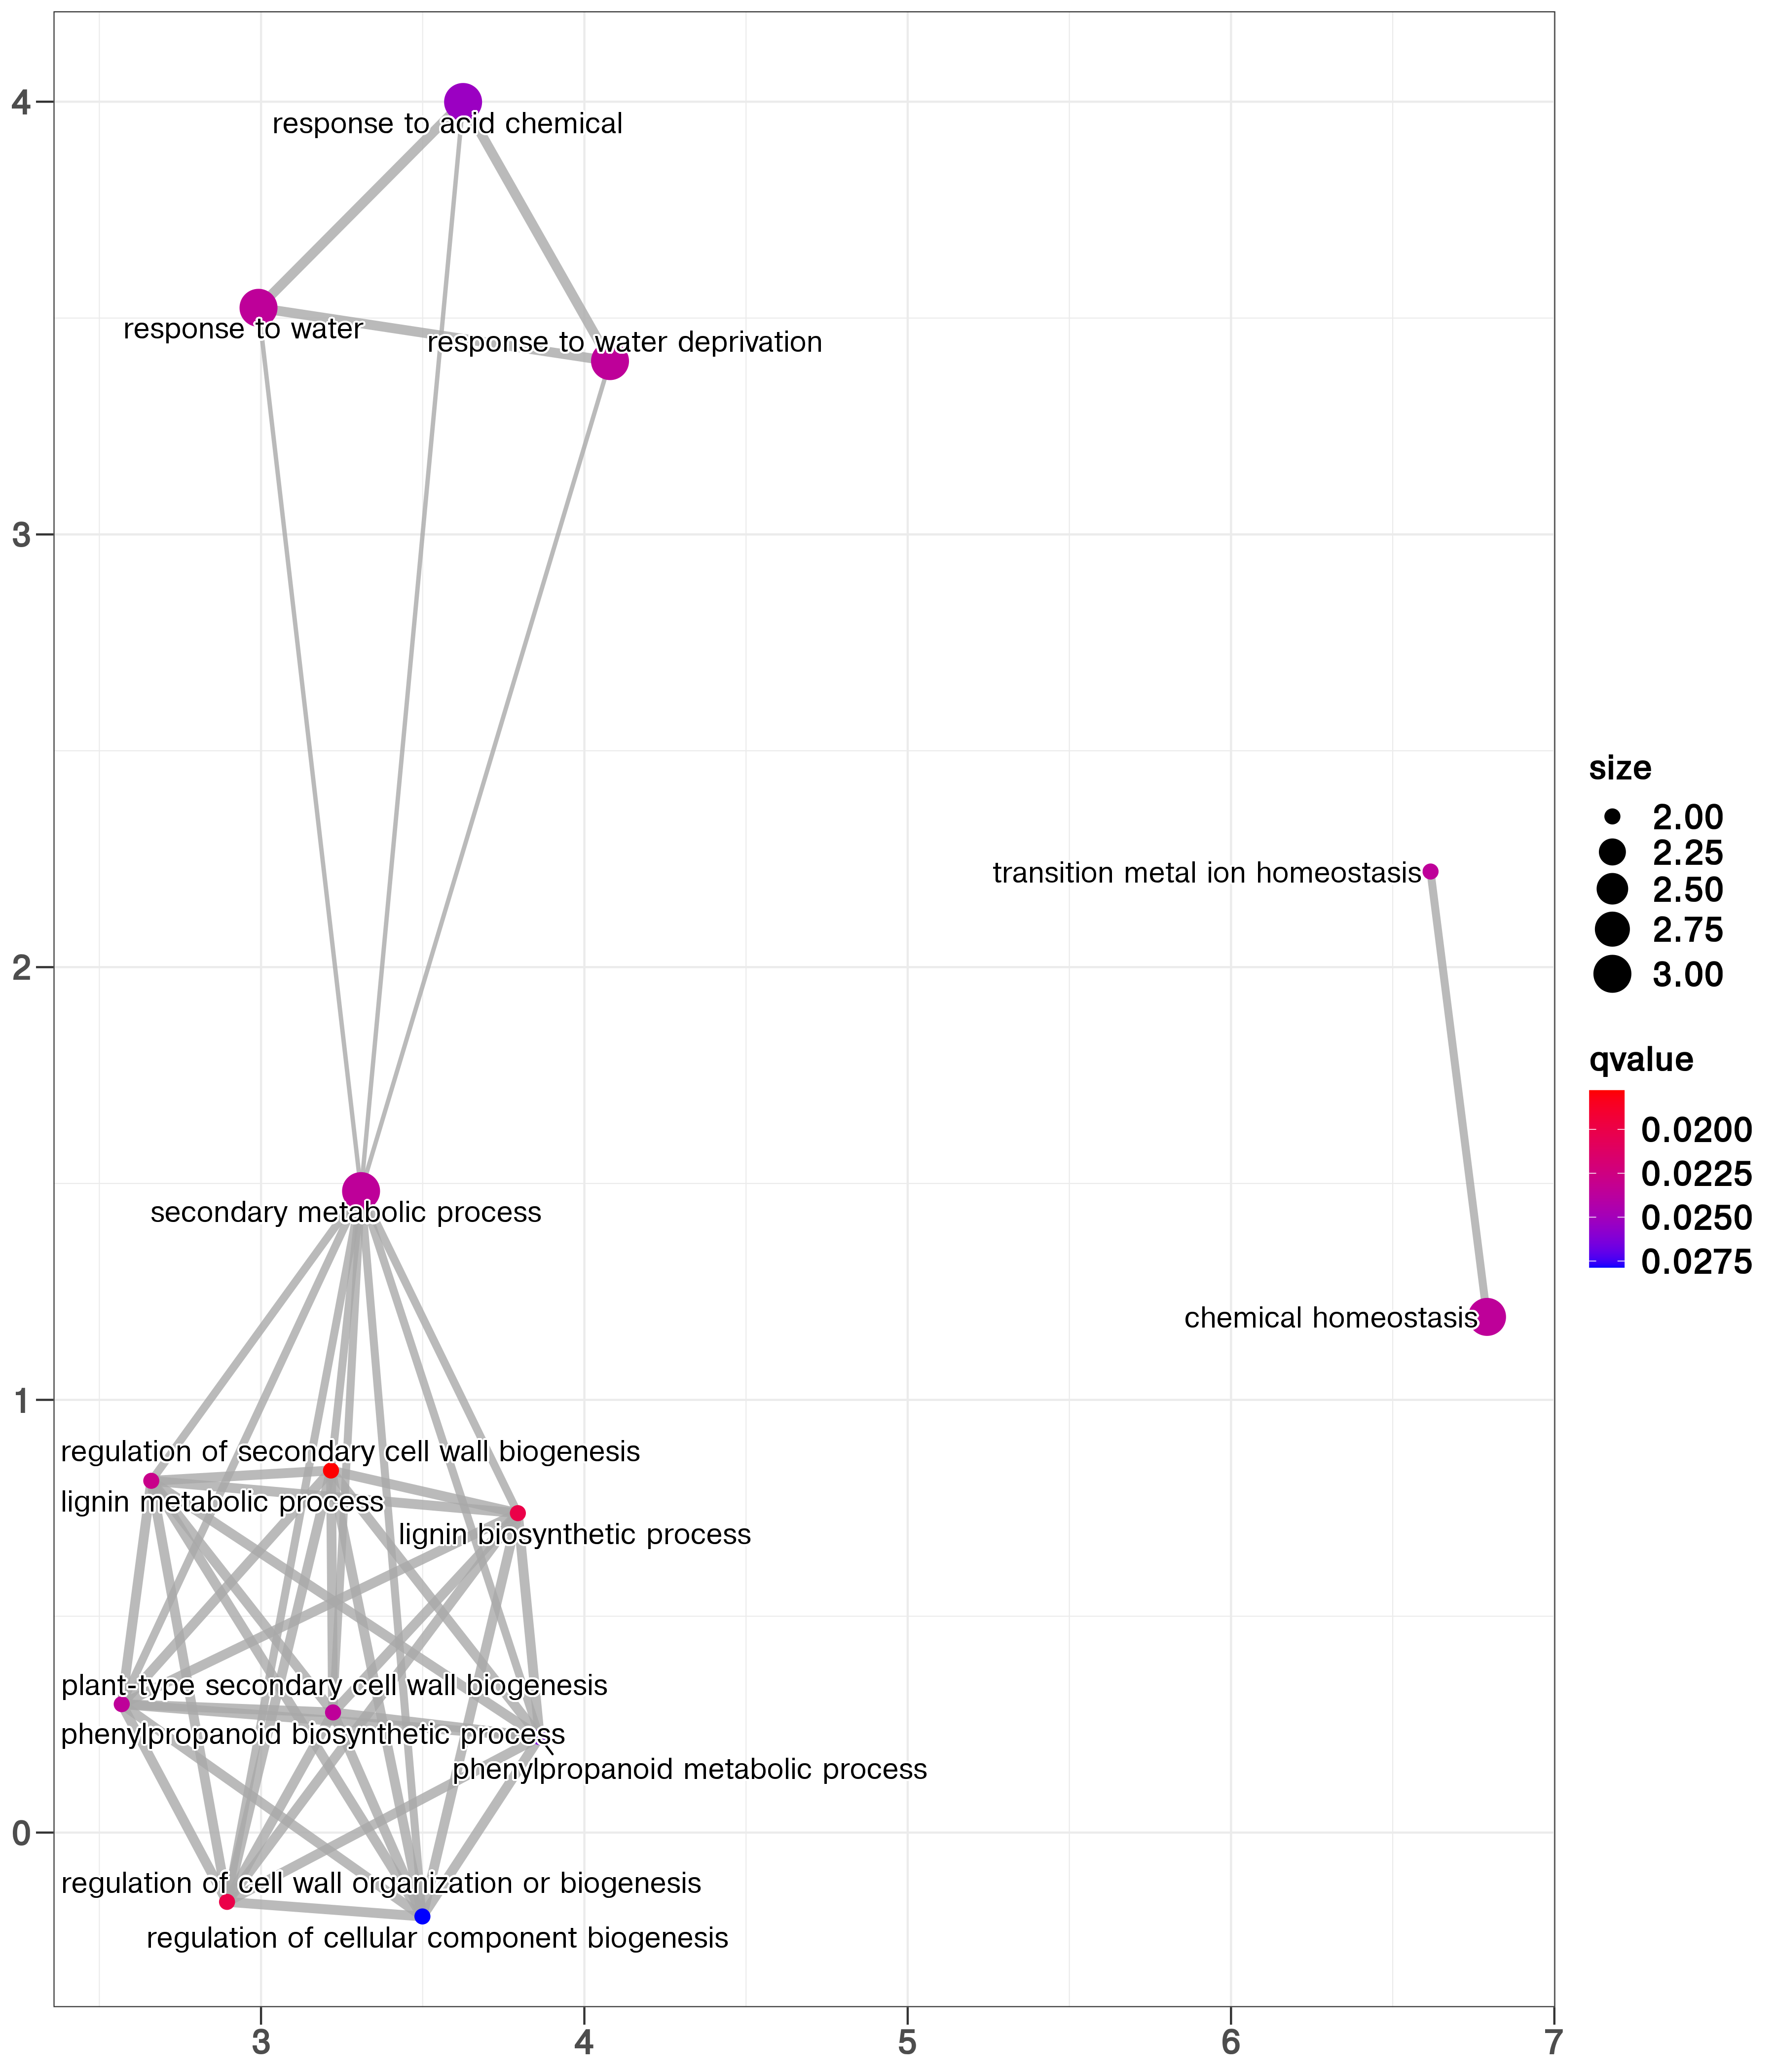 4
response to acid chemical
response to water
response to water deprivation
3
size
2.00
transition metal ion homeostasis
2.25
2.50
2.75
2
3.00
qvalue
0.0200
0.0225
secondary metabolic process
0.0250
0.0275
chemical homeostasis
1
regulation of secondary cell wall biogenesis
lignin metabolic process
lignin biosynthetic process
plant-type secondary cell wall biogenesis
phenylpropanoid biosynthetic process
phenylpropanoid metabolic process
0
regulation of cell wall organization or biogenesis
regulation of cellular component biogenesis
3 4 5 6 7